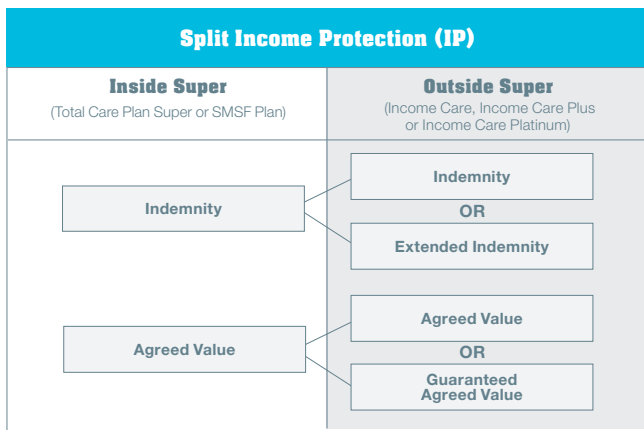 Split Income Protection (IP)
Inside Super
(Total Care Plan Super or SMSF Plan)
Outside Super
(Income Care, Income Care Plus
or Income Care Platinum)
Indemnity
Indemnity
OR
Extended Indemnity
Agreed Value
Agreed Value
OR
Guaranteed
Agreed Value